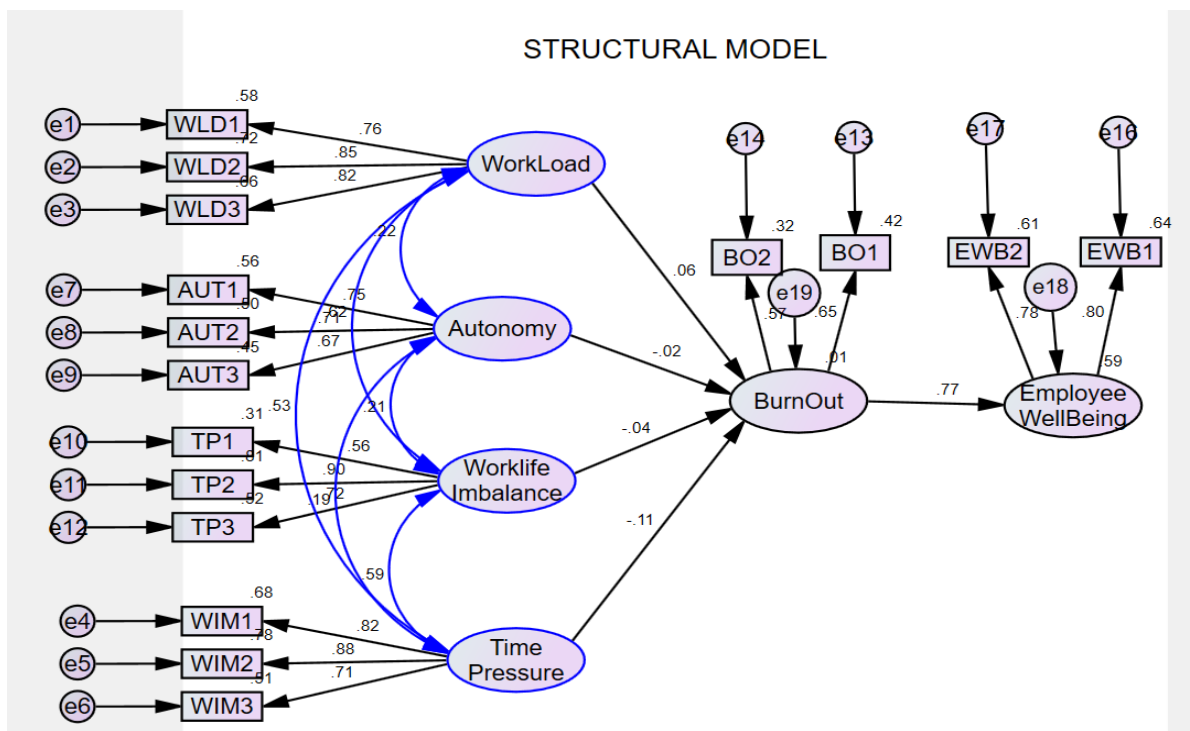 STRUCTURAL MODEL
e1
WLD1
.58
.76
e2
WLD2
.72
.85
e3
WLD3
.66
.82
WorkLoad
e14
e13
e17
e16
BO2
.32
BO1
.42
EWB2
.61
EWB1
.64
.22
.06
e19
e18
e7
AUT1
.56
.75
e8
AUT2
.50
.71
.62
e9
AUT3
.45
.67
Autonomy
-.02
.57
.65
.01
.78
.80
.59
BurnOut
.77
Employee
WellBeing
.53
.21
-.04
e10
TP1
.31
.56
e11
TP2
.81
.90
e12
TP3
.52
.72
.19
Worklife
Imbalance
-.11
.59
e4
WIM1
.68
.82
e5
WIM2
.78
.88
e6
WIM3
.51
.71
Time
Pressure